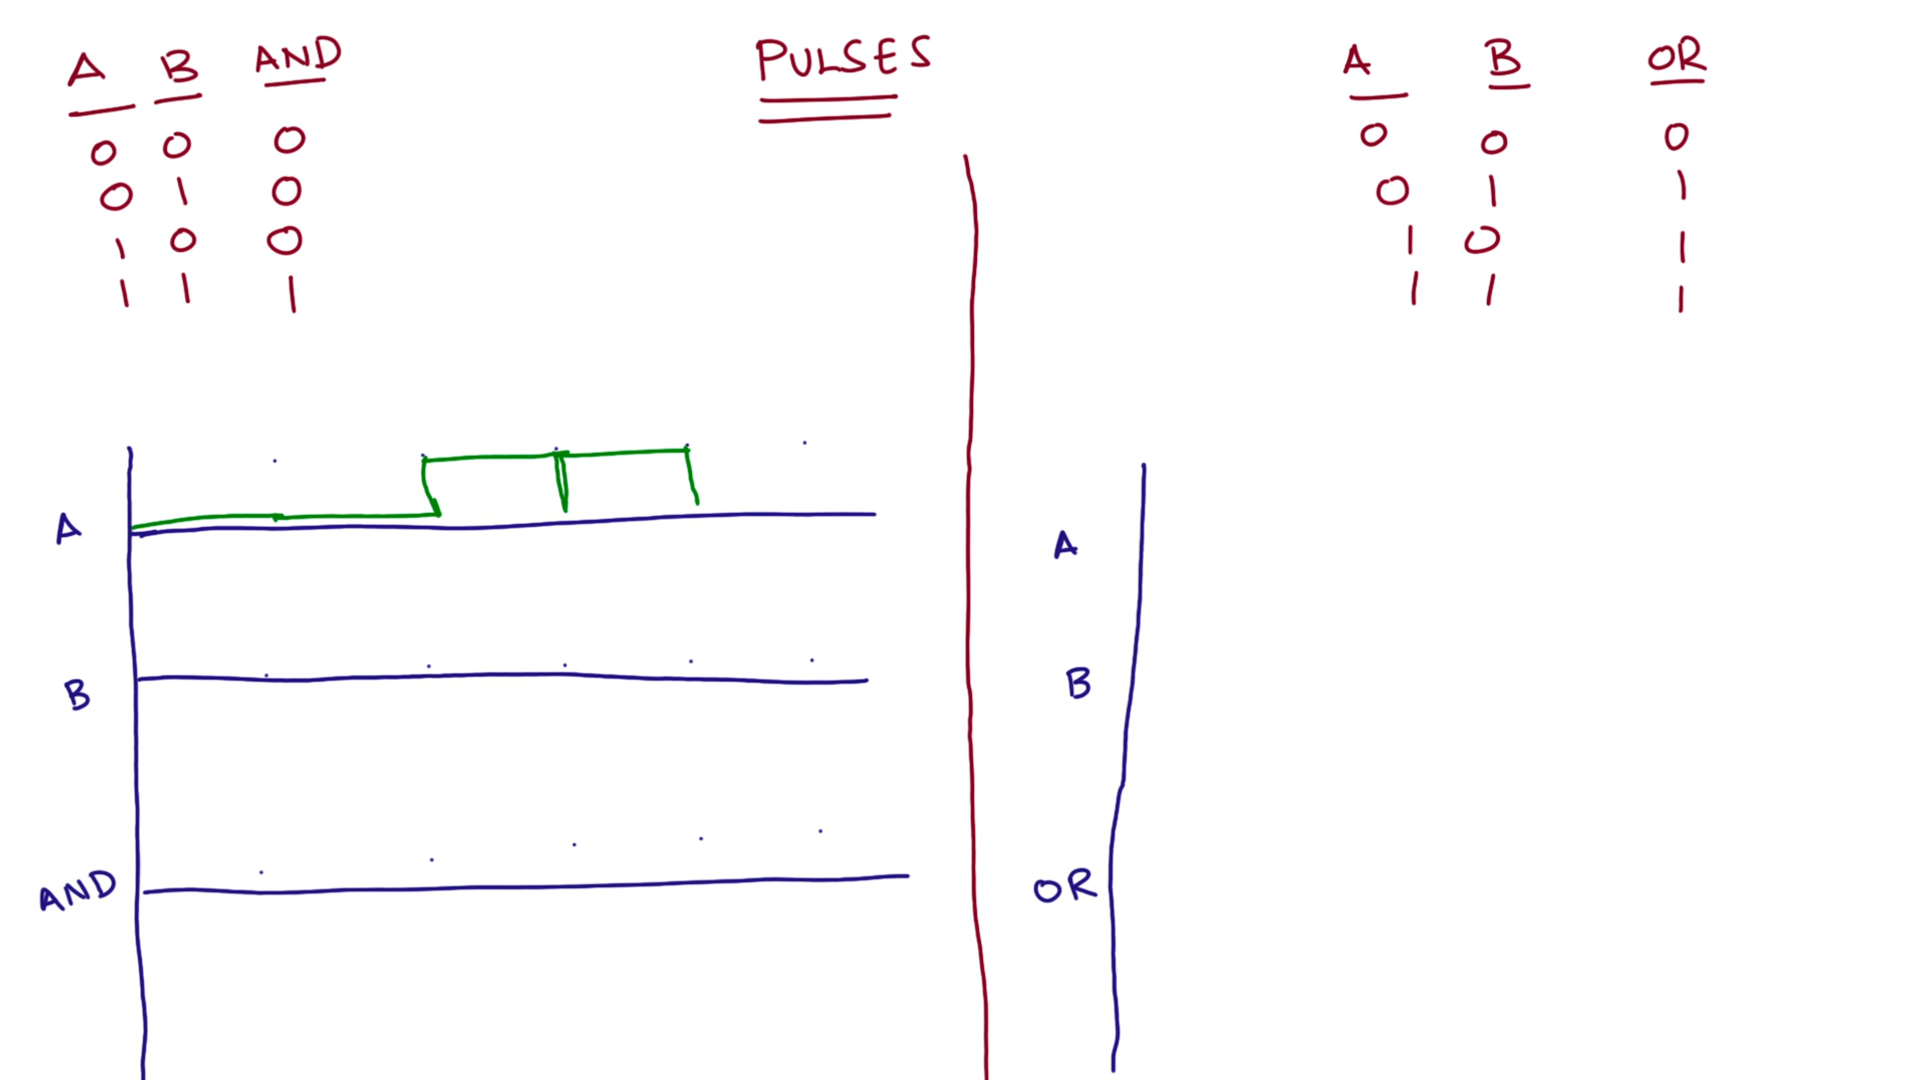 PULSES
A B AND
0 0 0
0 1 0
1 0 0
1 1 1
A B OR
0 0 0
0 1 1
1 0 1
1 1 1
A
B
AND
A
B
OR